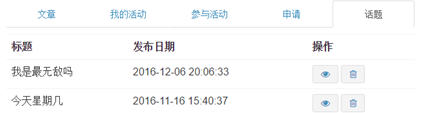 文章 我的活动 参与活动 申请 话题
标题 发布日期 操作
我是最无敌吗 2016-12-06 20:06:33
今天星期几 2016-11-16 15:40:37